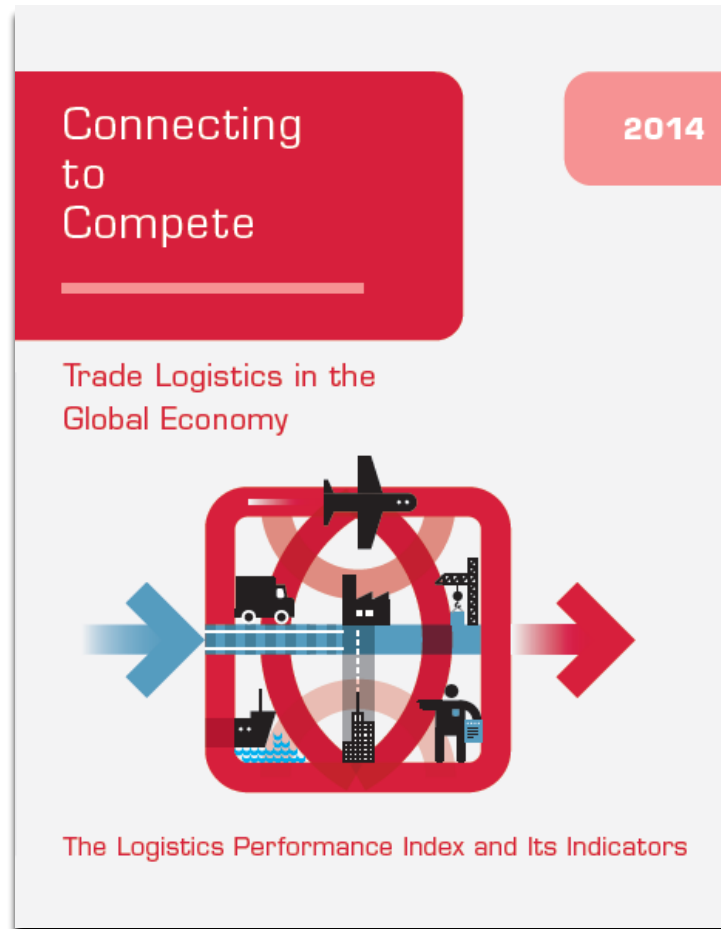 Connecting
to
Compete
2014
Trade Logistics in the
Global Economy
The Logistics Performance Index and Its Indicators